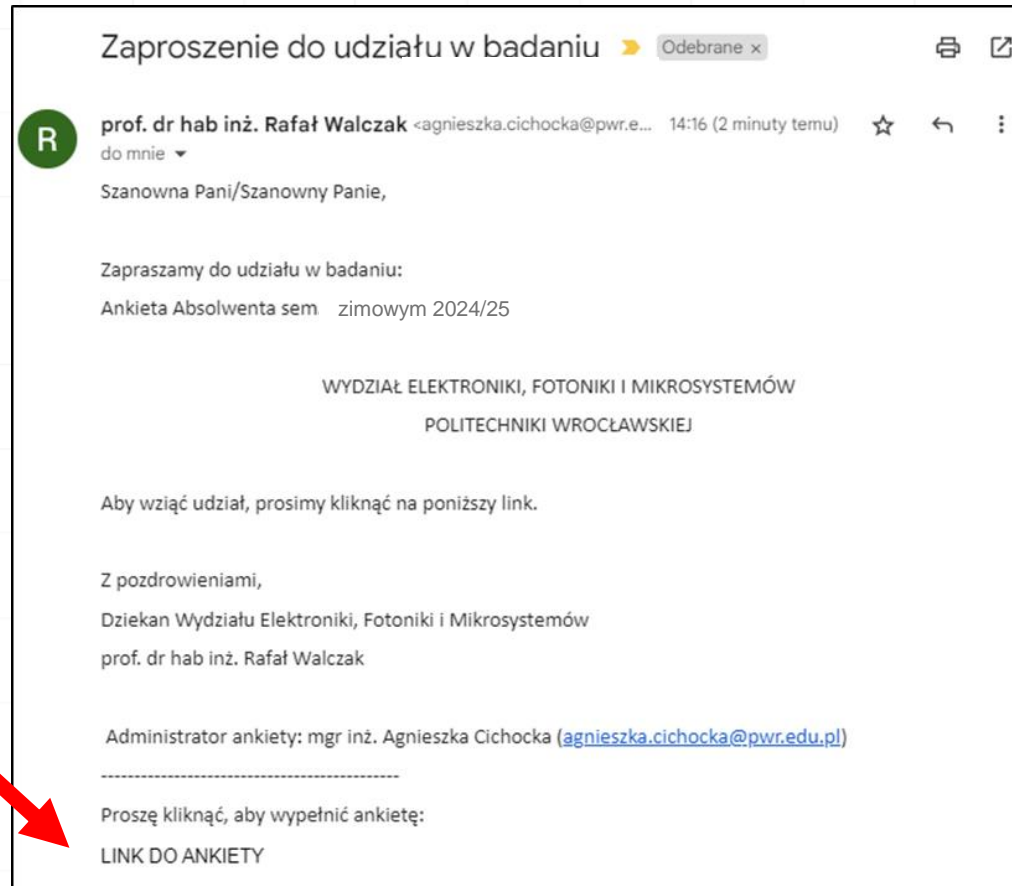 Zaproszenie do udziału w badaniu Odebrane x
R
prof. dr hab inż. Rafał Walczak <agnieszka.cichocka@pwr.e... 14:16 (2 minuty temu)
do mnie
Szanowna Pani/Szanowny Panie,
Zapraszamy do udziału w badaniu:
Ankieta Absolwenta sem zimowym 2024/25
WYDZIAŁ ELEKTRONIKI, FOTONIKI I MIKROSYSTEMÓW
POLITECHNIKI WROCŁAWSKIEJ
Aby wziąć udział, prosimy kliknąć na poniższy link.
Z pozdrowieniami,
Dziekan Wydziału Elektroniki, Fotoniki i Mikrosystemów
prof. dr hab inż. Rafał Walczak
Administrator ankiety: mgr inż. Agnieszka Cichocka (agnieszka.cichocka@pwr.edu.pl)
----------------------------------------------
Proszę kliknąć, aby wypełnić ankietę:
LINK DO ANKIETY